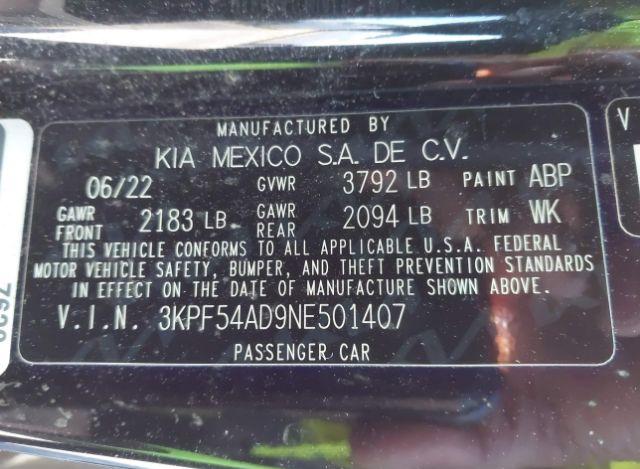 MANUFACTURED BY
KIA MEXICO S.A. DE C.V.
06/22 GVWR 3792 LB PAINT ABP
GAWR FRONT 2183 LB GAWR REAR 2094 LB TRIM WK
THIS VEHICLE CONFORMS TO ALL APPLICABLE U.S.A. FEDERAL
MOTOR VEHICLE SAFETY, BUMPER, AND THEFT PREVENTION STANDARDS
IN EFFECT ON THE DATE OF MANUFACTURE SHOWN ABOVE.
V.I.N. 3KPF54AD9NE501407
PASSENGER CAR
V